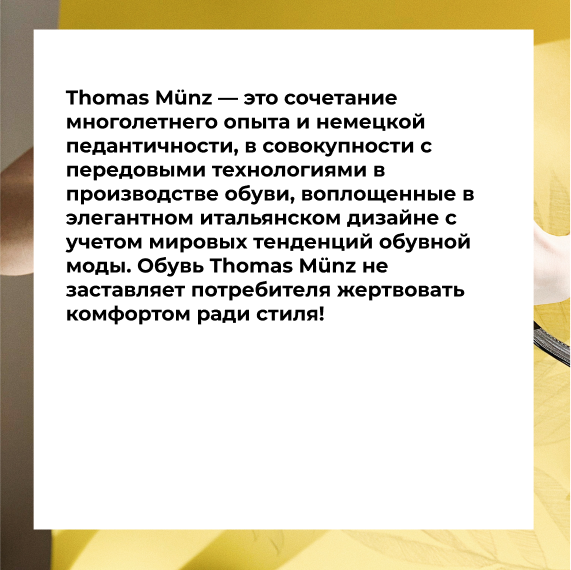 Thomas Münz — это сочетание
многолетнего опыта и немецкой
педантичности, в совокупности с
передовыми технологиями в
производстве обуви, воплощенные в
элегантном итальянском дизайне с
учетом мировых тенденций обувной
моды. Обувь Thomas Münz не
заставляет потребителя жертвовать
комфортом ради стиля!